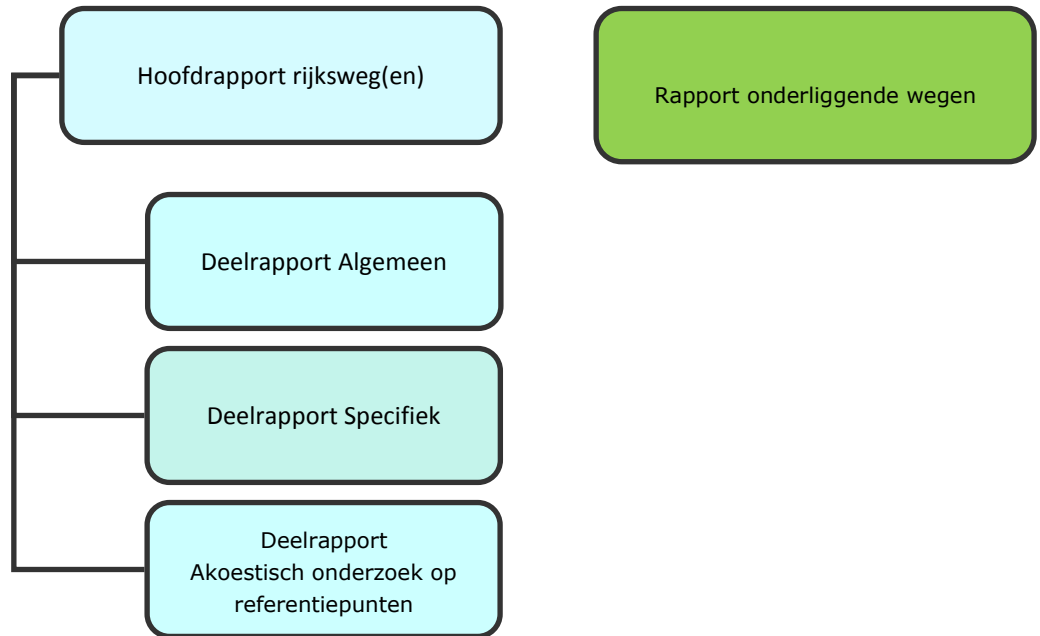 Hoofdrapport rijksweg(en)
Rapport onderliggende wegen
Deelrapport Algemeen
Deelrapport Specifiek
Deelrapport
Akoestisch onderzoek op
referentiepunten